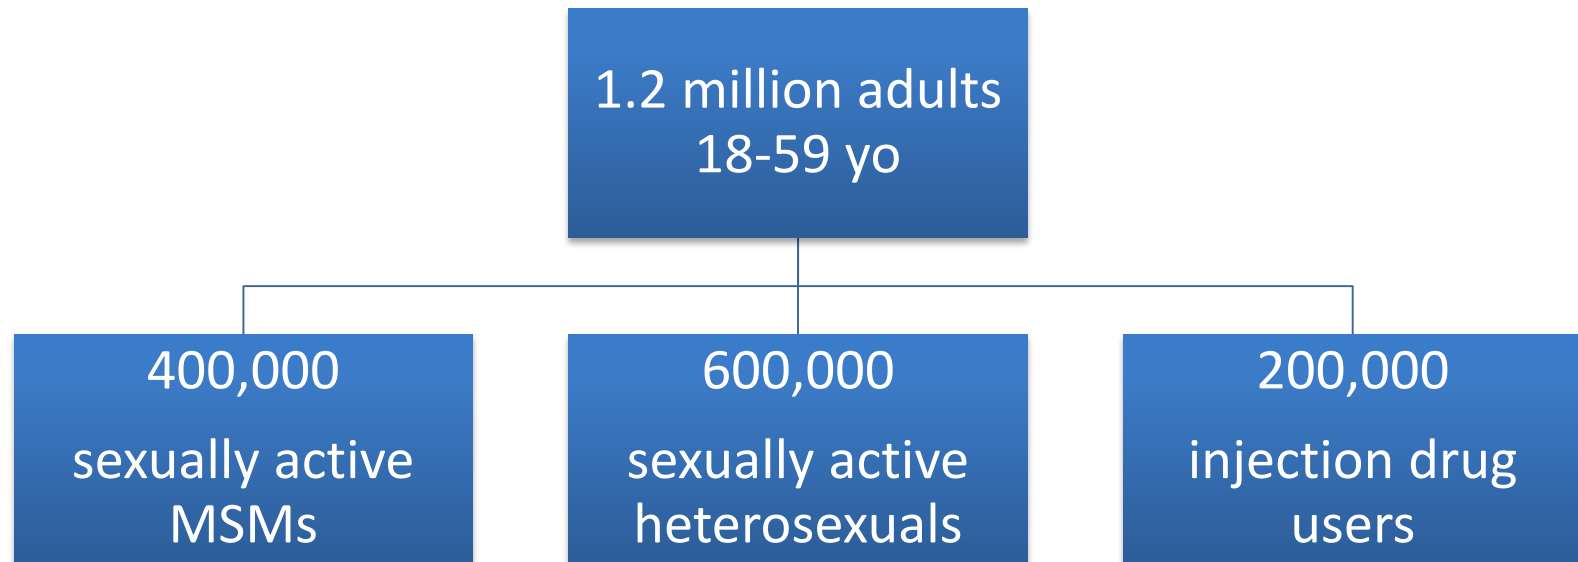 1.2 million adults
18-59 yo
400,000
sexually active
MSMs
600,000
sexually active
heterosexuals
200,000
injection drug
users